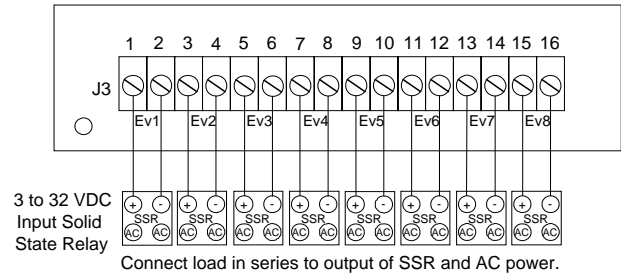 1 2 3 4 5 6 7 8 9 10 11 12 13 14 15 16
J3
Ev1 Ev2 Ev3 Ev4 Ev5 Ev6 Ev7 Ev8
3 to 32 VDC
Input Solid
State Relay
+ - + - + - + - + - + - + - + -
SSR SSR SSR SSR SSR SSR SSR SSR
AC AC AC AC AC AC AC AC AC AC AC AC AC AC AC AC
Connect load in series to output of SSR and AC power.